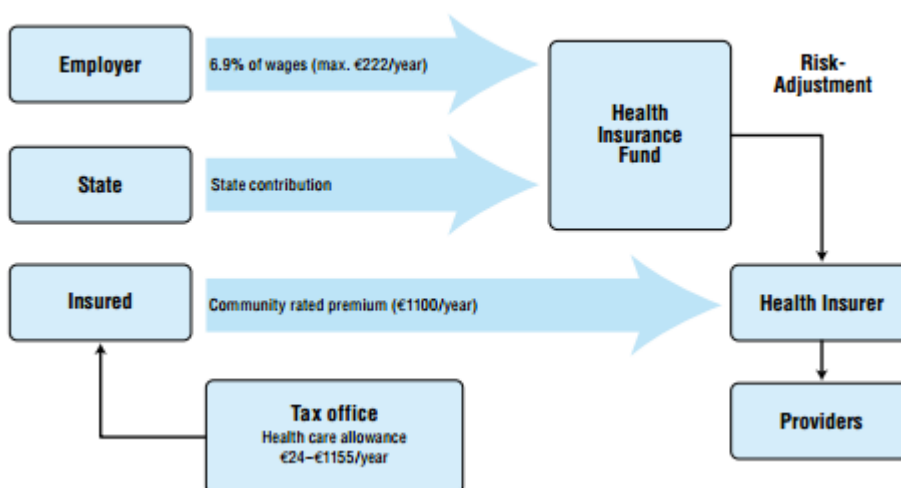 Employer
6.9% of wages (max. €222/year)
Health
Insurance
Fund
Risk-
Adjustment
State
State contribution
Insured
Community rated premium (€1100/year)
Health Insurer
Tax office
Health care allowance
€24–€1155/year
Providers